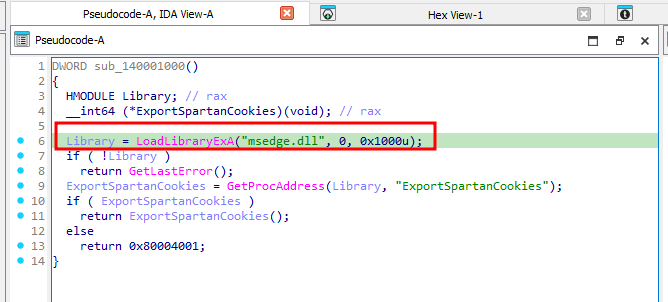 Pseudocode-A, IDA View-A
Hex View-1
Pseudocode-A
1 DWORD sub_140001000()
2 {
3 HMODULE Library; // rax
4 __int64 (*ExportSpartanCookies)(void); // rax
5
6 Library = LoadLibraryExA("msedge.dll", 0, 0x1000u);
7 if ( !Library )
8 return GetLastError();
9 ExportSpartanCookies = GetProcAddress(Library, "ExportSpartanCookies");
10 if ( ExportSpartanCookies )
11 return ExportSpartanCookies();
12 else
13 return 0x80004001;
14 }